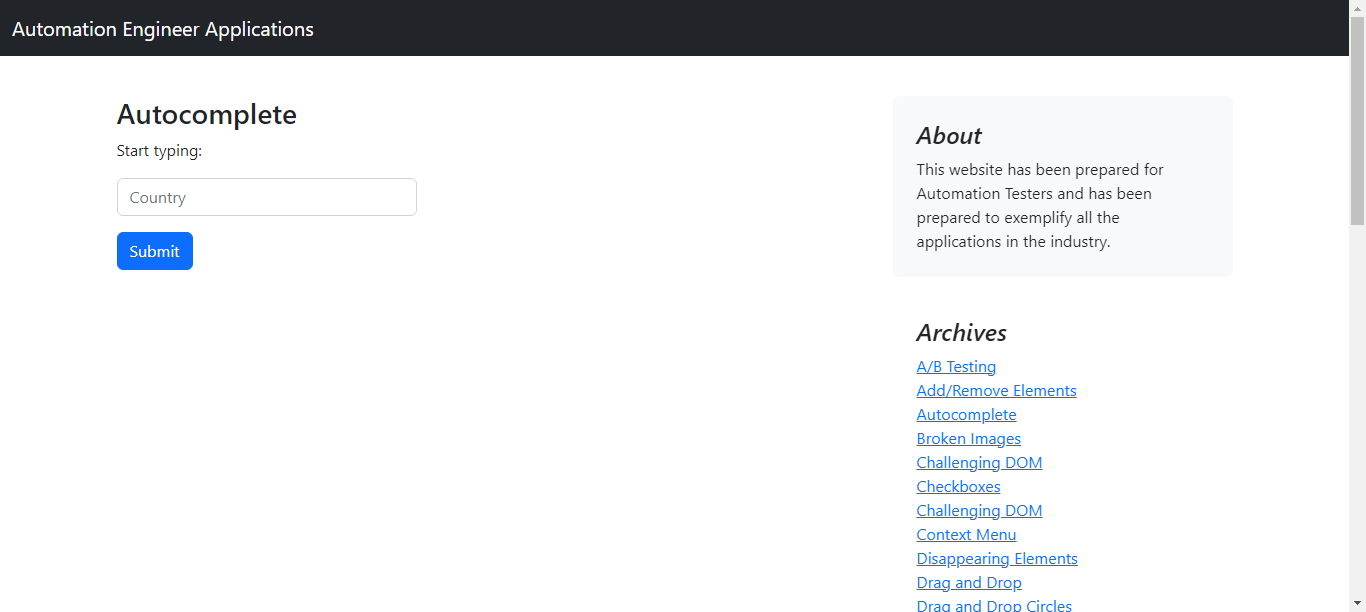 Automation Engineer Applications
Autocomplete
Start typing:
Country
Submit
About
This website has been prepared for
Automation Testers and has been
prepared to exemplify all the
applications in the industry.
Archives
A/B Testing
Add/Remove Elements
Autocomplete
Broken Images
Challenging DOM
Checkboxes
Challenging DOM
Context Menu
Disappearing Elements
Drag and Drop
Drag and Drop Circles